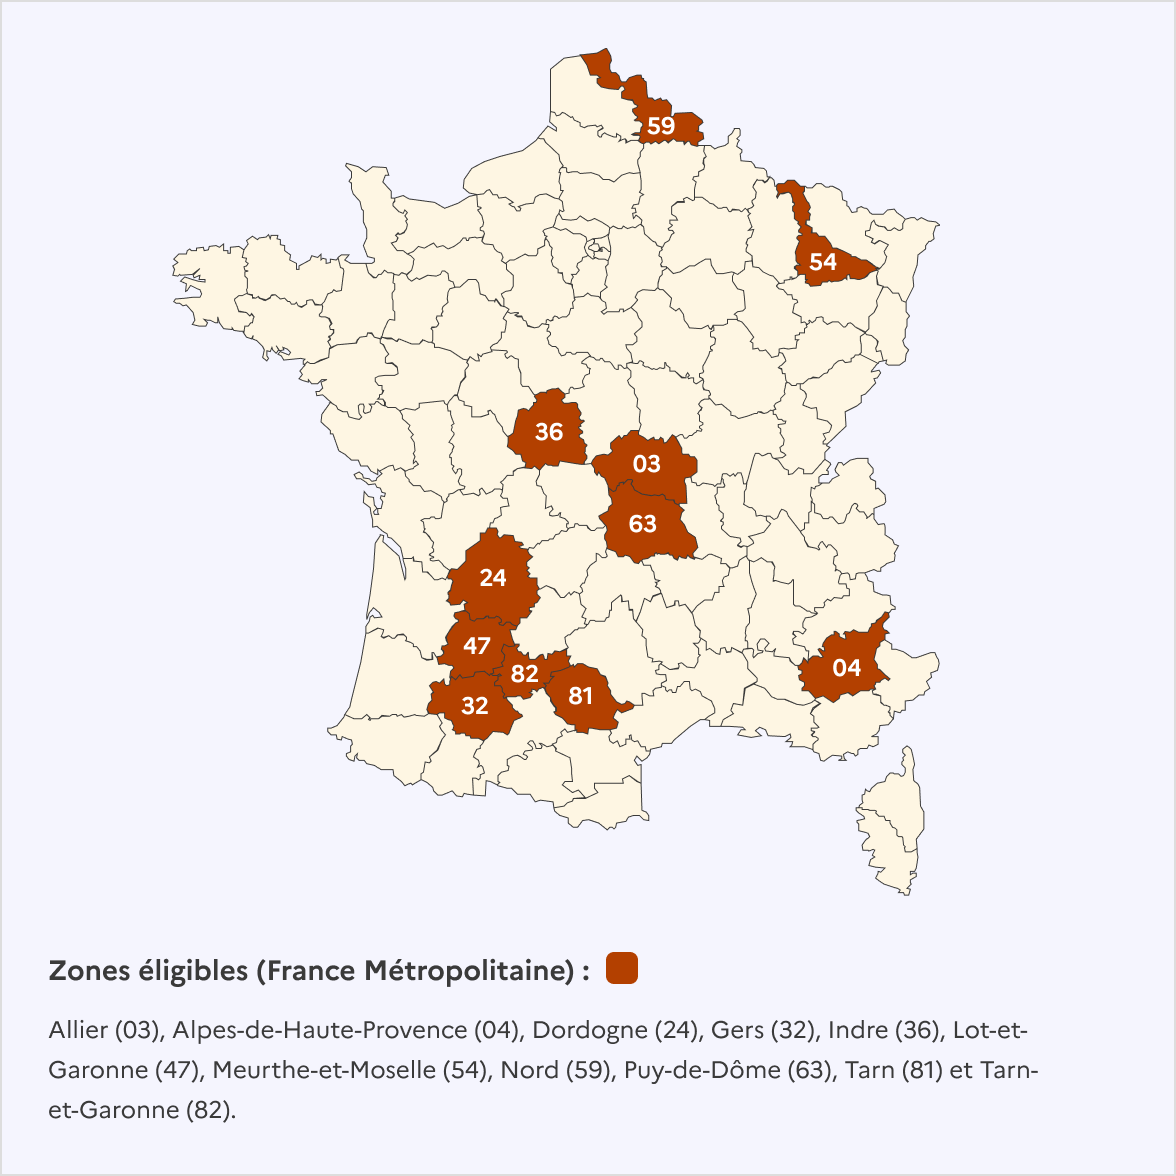 59
54
36
03
63
24
47
82
81
32
04
Zones éligibles (France Métropolitaine) :
Allier (03), Alpes-de-Haute-Provence (04), Dordogne (24), Gers (32), Indre (36), Lot-et-
Garonne (47), Meurthe-et-Moselle (54), Nord (59), Puy-de-Dôme (63), Tarn (81) et Tarn-
et-Garonne (82).